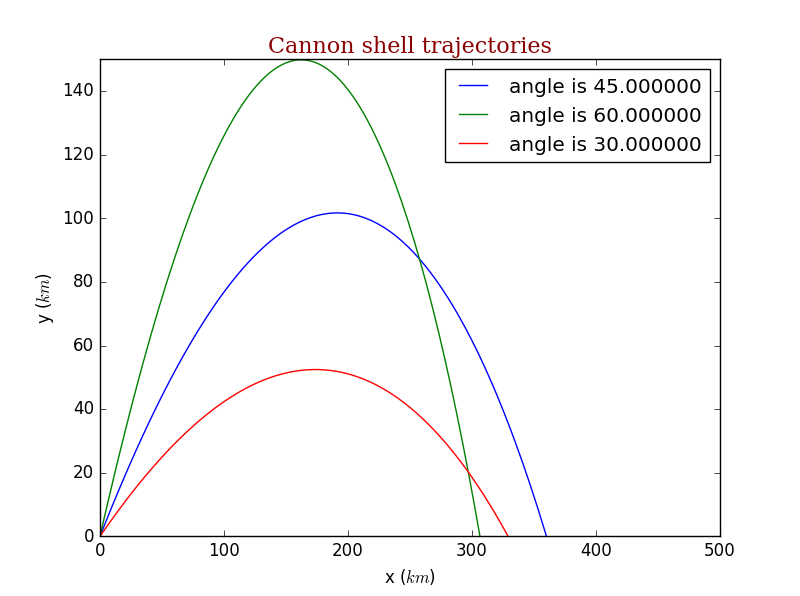 Cannon shell trajectories
angle is 45.000000
angle is 60.000000
angle is 30.000000
140
120
100
80
60
40
20
0
y (km)
0 100 200 300 400 500
x (km)